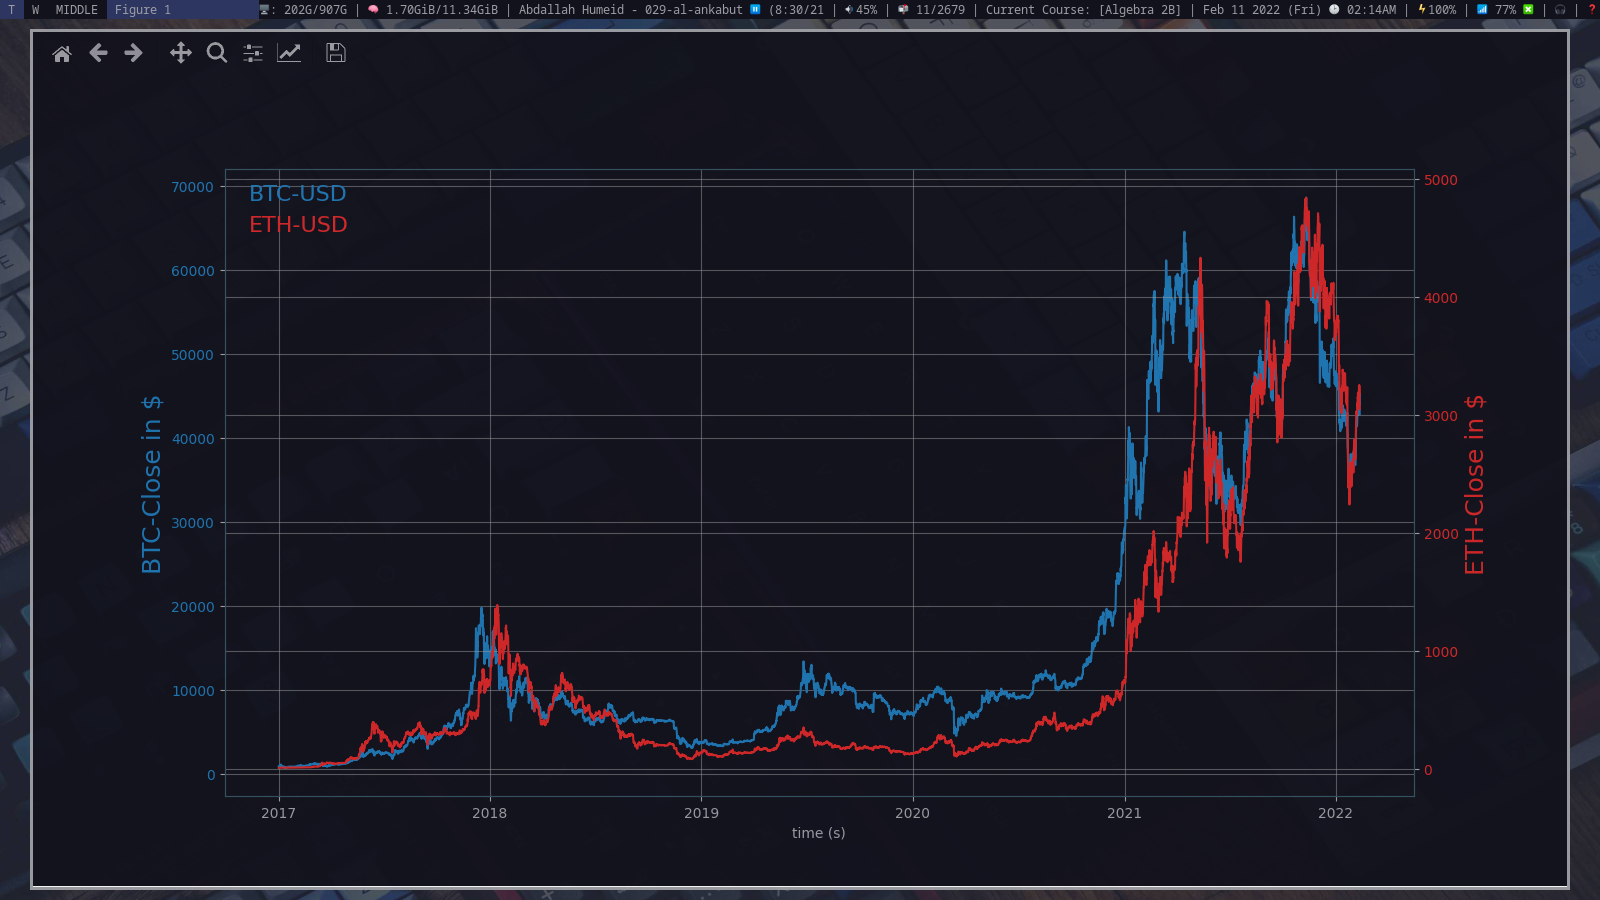 T W MIDDLE Figure 1 : 202G/907G | 1.70GiB/11.34GiB | Abdallah Humeid - 029-al-ankabut (8:30/21 | 45% | 11/2679 | Current Course: [Algebra 2B] | Feb 11 2022 (Fri) 02:14AM | 100% | 77% | |
BTC-USD
ETH-USD
70000
60000
50000
40000
30000
20000
10000
0
BTC-Close in $
5000
4000
3000
2000
1000
0
ETH-Close in $
2017 2018 2019 2020 2021 2022
time (s)